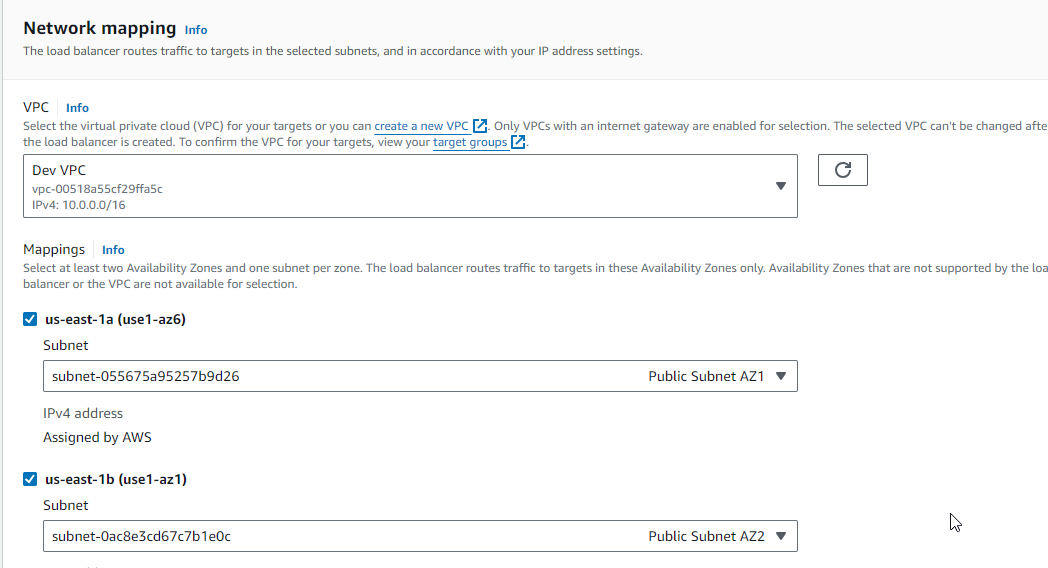 Network mapping Info
The load balancer routes traffic to targets in the selected subnets, and in accordance with your IP address settings.
VPC Info
Select the virtual private cloud (VPC) for your targets or you can create a new VPC. Only VPCs with an internet gateway are enabled for selection. The selected VPC can't be changed afte
the load balancer is created. To confirm the VPC for your targets, view your target groups.
Dev VPC
vpc-00518a55cf29ffa5c
IPv4: 10.0.0.0/16
Mappings Info
Select at least two Availability Zones and one subnet per zone. The load balancer routes traffic to targets in these Availability Zones only. Availability Zones that are not supported by the loa
balancer or the VPC are not available for selection.
us-east-1a (use1-az6)
Subnet
subnet-055675a95257b9d26 Public Subnet AZ1
IPv4 address
Assigned by AWS
us-east-1b (use1-az1)
Subnet
subnet-0ac8e3cd67c7b1e0c Public Subnet AZ2